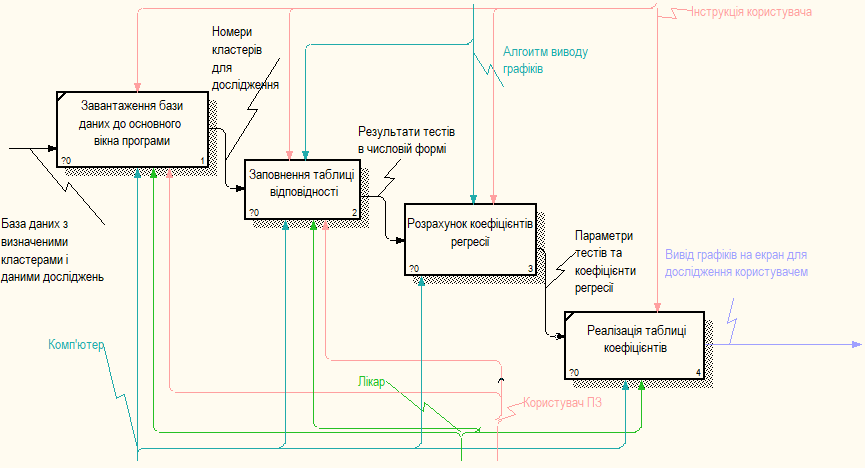 Інструкція користувача
Номери
кластерів
для
дослідження
Алгоитм виводу
графіків
Завантаження бази
даних до основного
вікна програми
?0
1
Результати тестів
в числовій формі
Заповнення таблиці
відповідності
?0
2
База даних з
визначеними
кластерами і
даними досліджень
Розрахунок коефіцієнтів
регресії
?0
3
Параметри
тестів та
коефіцієнти
регресії
Вивід графіків на екран для
дослідження користувачем
Реалізація таблиці
коефіцієнтів
?0
4
Комп'ютер
Лікар
Користувач ПЗ